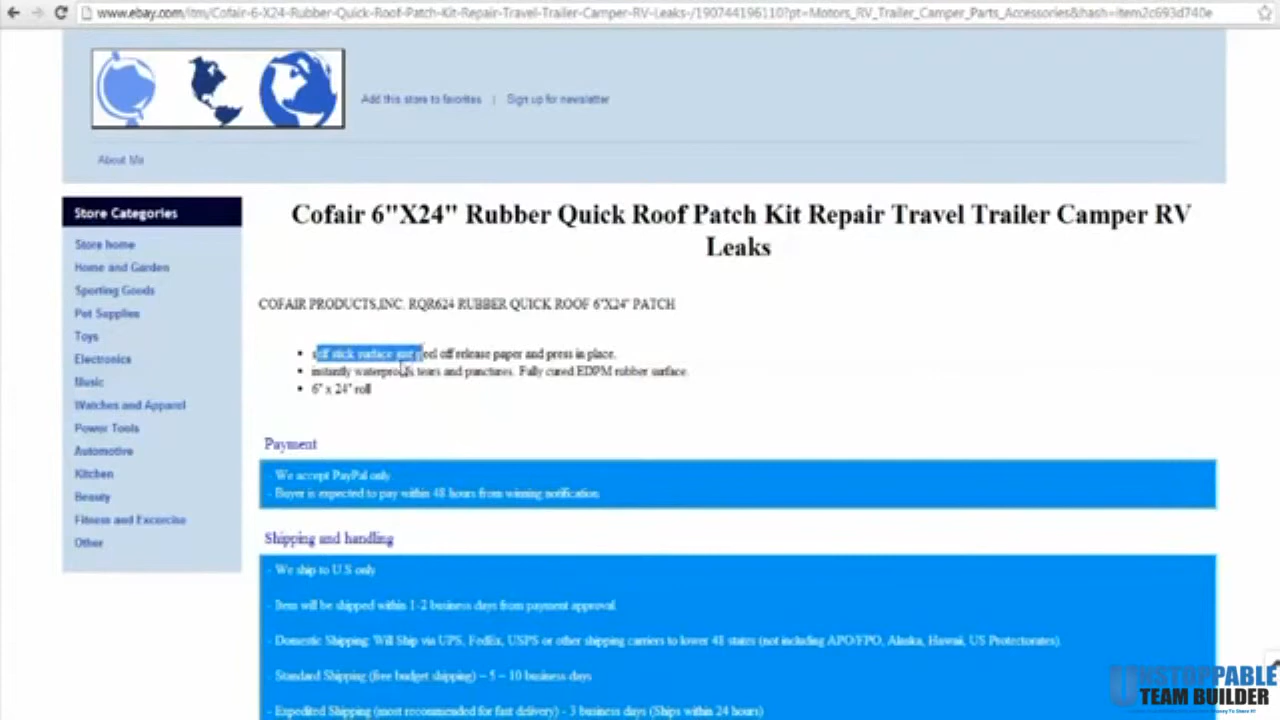 www.ebay.com/itm/Cofair-6-X24-Rubber-Quick-Roof-Patch-Kit-Repair-Travel-Trailer-Camper-RV-Leaks-/190744196110?pt=Motors_RV_Trailer_Camper_Parts_Accessories&hash=item2c693d740e
Add this store to favorites | Sign up for newsletter
About Me
Store Categories
Store home
Home and Garden
Sporting Goods
Pet Supplies
Toys
Electronics
Music
Watches and Apparel
Power Tools
Automotive
Kitchen
Beauty
Fitness and Excercise
Other
Cofair 6"X24" Rubber Quick Roof Patch Kit Repair Travel Trailer Camper RV
Leaks
COFAIR PRODUCTS,INC. RQR624 RUBBER QUICK ROOF 6"X24" PATCH
self stick surface just peel off release paper and press in place.
instantly waterproofs tears and punctures. Fully cured EDPM rubber surface.
6" x 24" roll
Payment
- We accept PayPal only
- Buyer is expected to pay within 48 hours from winning notification
Shipping and handling
- We ship to U.S only
- Item will be shipped within 1-2 business days from payment approval
- Domestic Shipping: Will Ship via UPS, FedEx, USPS or other shipping carriers to lower 48 states (not including APO/FPO, Alaska, Hawaii, US Protectorates).
- Standard Shipping (free budget shipping) – 5 – 10 business days
- Expedited Shipping (most recommended for fast delivery) - 3 business days (Ships within 24 hours)
UNSTOPPABLE
TEAM BUILDER